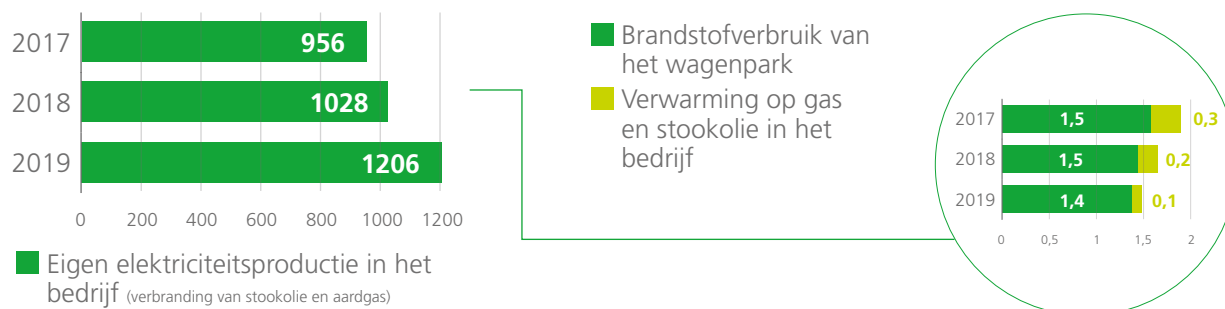 2017
956
2018
1028
2019
1206
0 200 400 600 800 1000 1200
Eigen elektriciteitsproductie in het
bedrijf (verbranding van stookolie en aardgas)
Brandstofverbruik van
het wagenpark
Verwarming op gas
en stookolie in het
bedrijf
2017 1,5 0,3
2018 1,5 0,2
2019 1,4 0,1
0 0,5 1 1,5 2